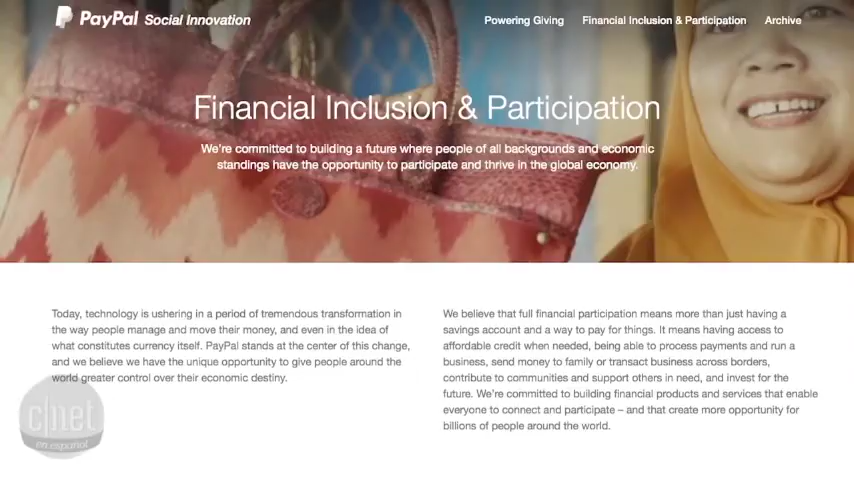 PayPal Social Innovation
Powering Giving
Financial Inclusion & Participation
Archive
Financial Inclusion & Participation
We're committed to building a future where people of all backgrounds and economic
standings have the opportunity to participate and thrive in the global economy.
Today, technology is ushering in a period of tremendous transformation in
the way people manage and move their money, and even in the idea of
what constitutes currency itself. PayPal stands at the center of this change,
and we believe we have the unique opportunity to give people around the
world greater control over their economic destiny.
We believe that full financial participation means more than just having a
savings account and a way to pay for things. It means having access to
affordable credit when needed, being able to process payments and run a
business, send money to family or transact business across borders,
contribute to communities and support others in need, and invest for the
future. We're committed to building financial products and services that enable
everyone to connect and participate – and that create more opportunity for
billions of people around the world.
c|net
en español